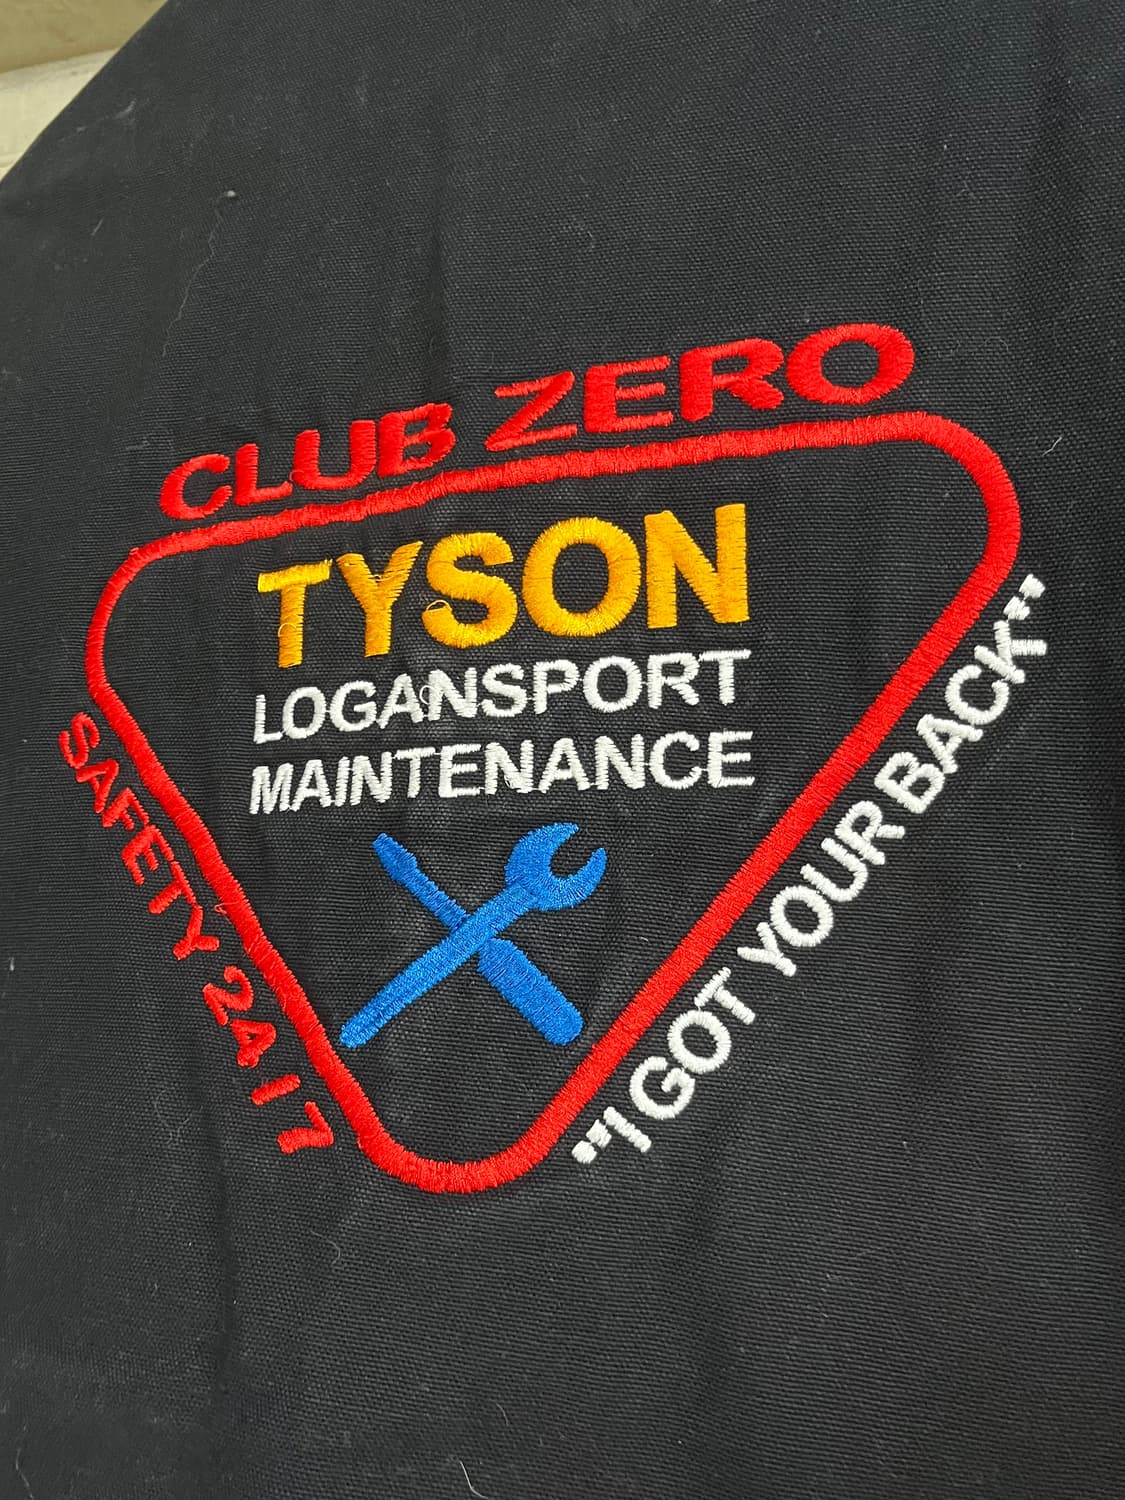 CLUB ZERO
TYSON
LOGANSPORT
MAINTENANCE
SAFETY 24 | 7
"I GOT YOUR BACK"